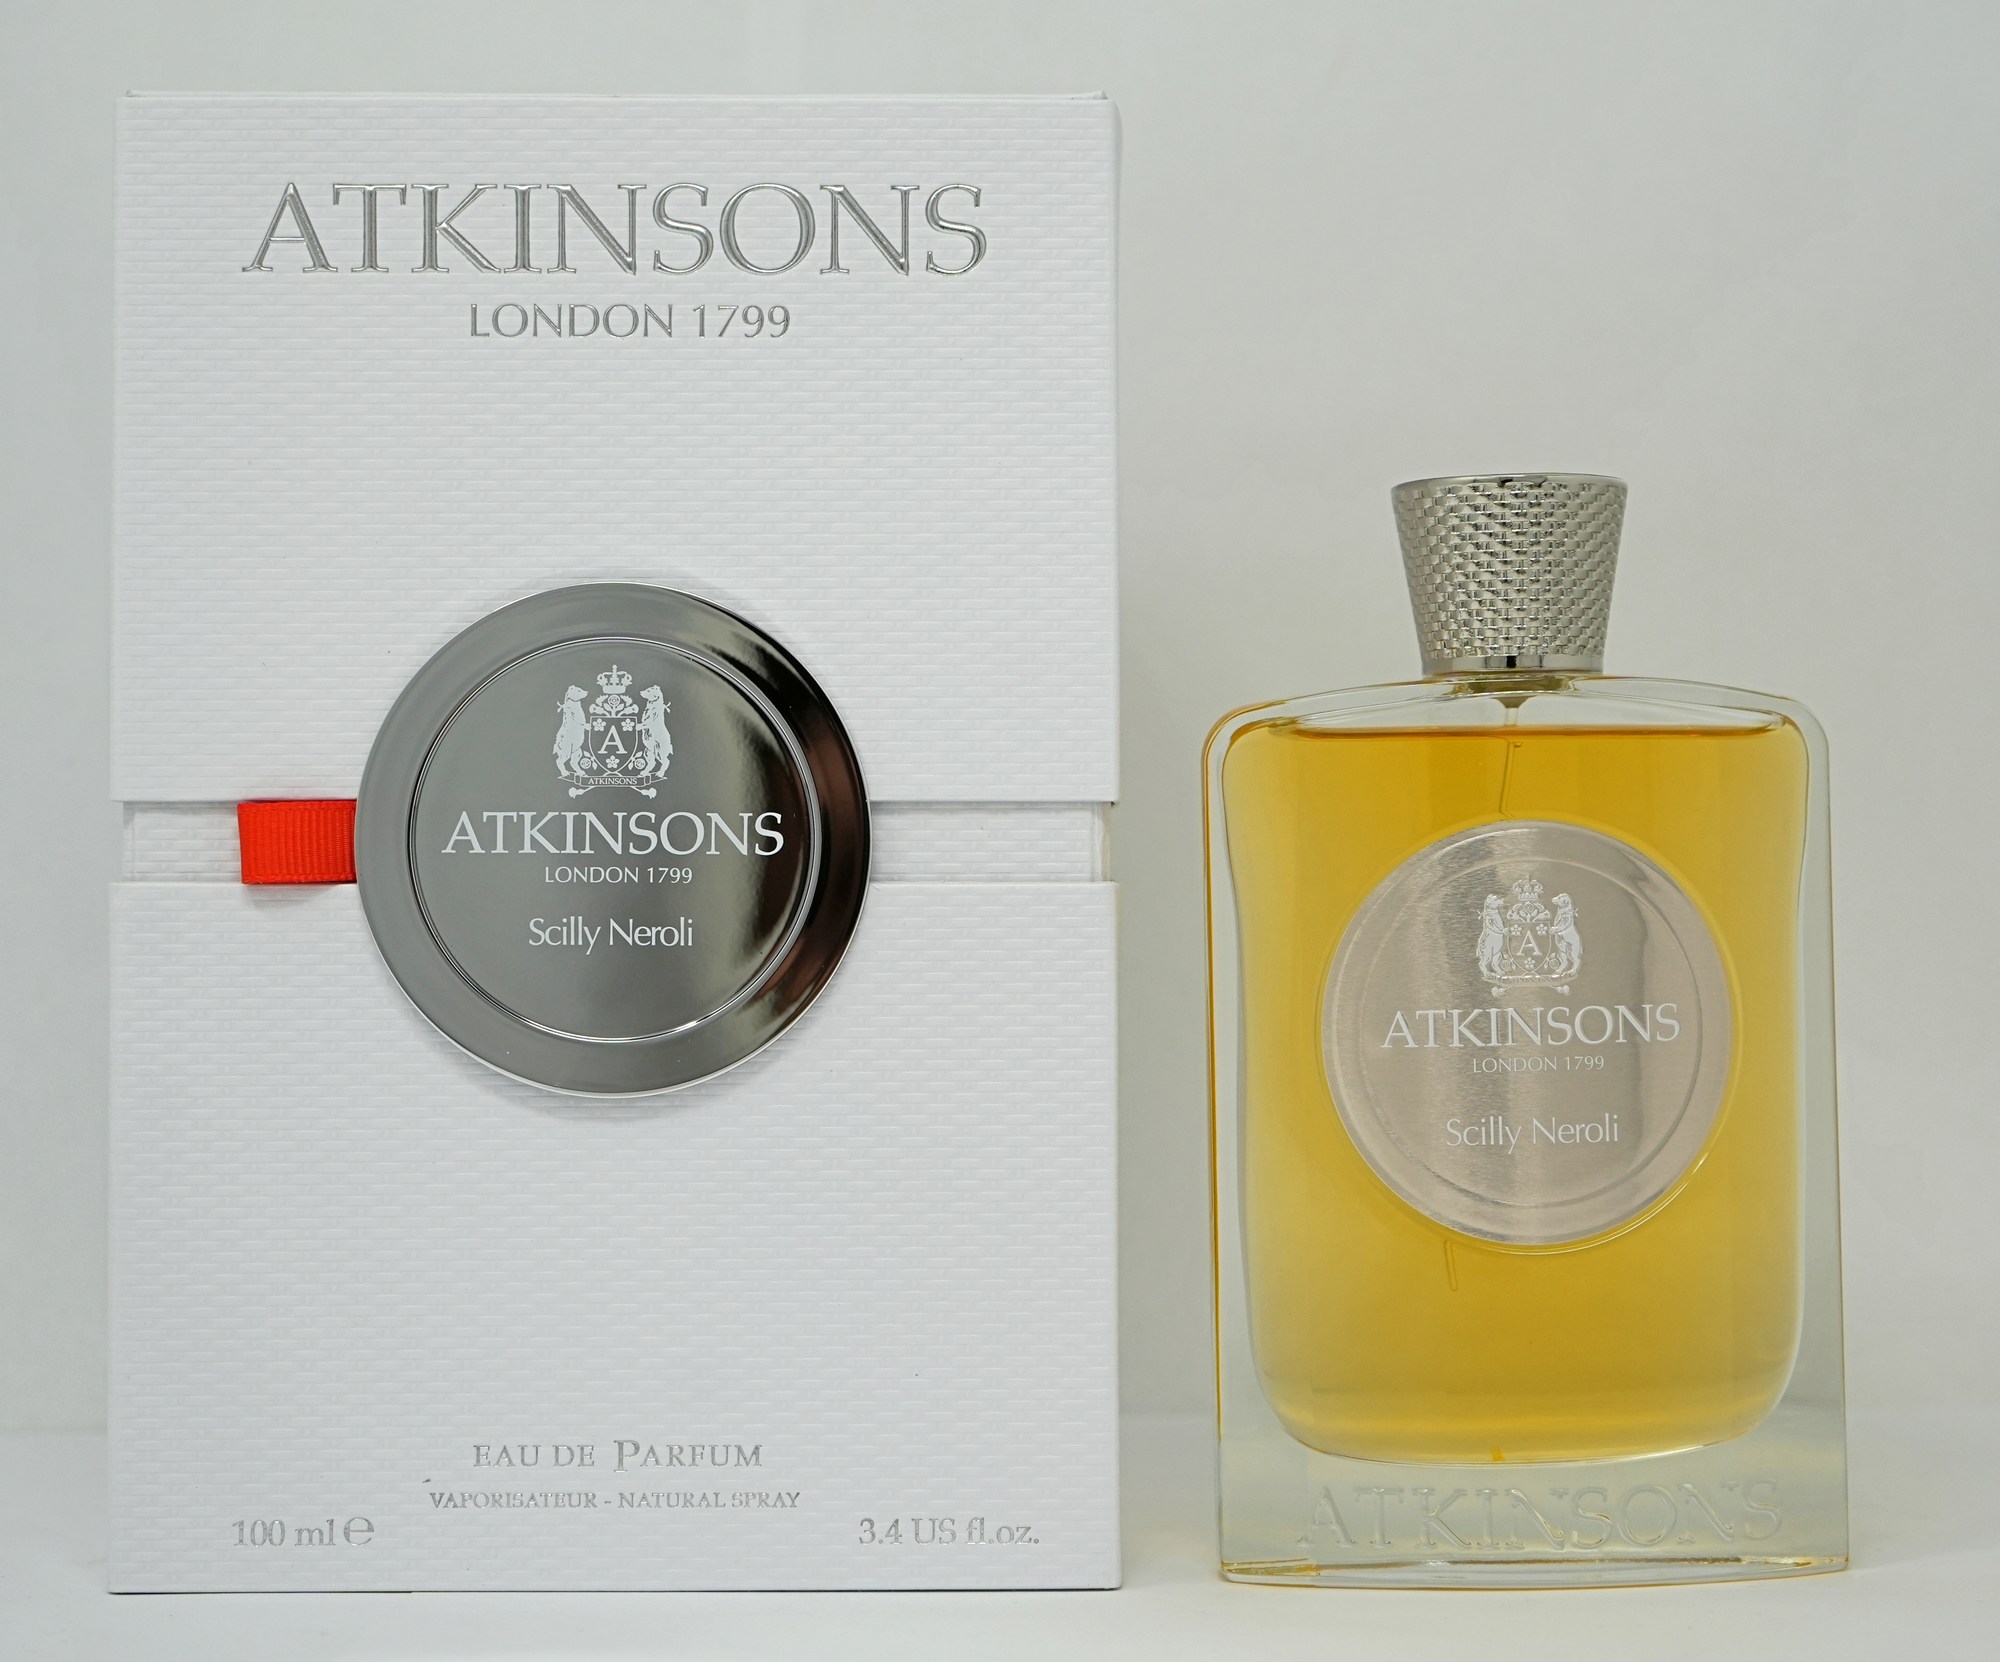 ATKINSONS
LONDON 1799
A
ATKINSONS
ATKINSONS
LONDON 1799
Scilly Neroli
EAU DE PARFUM
VAPORISATEUR - NATURAL SPRAY
100 ml ℮
3.4 US fl.oz.
A
ATKINSONS
LONDON 1799
Scilly Neroli
ATKINSONS